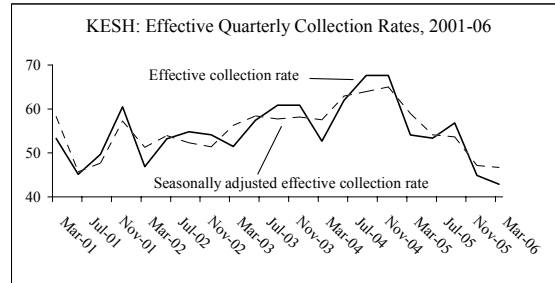 KESH: Effective Quarterly Collection Rates, 2001-06
70
Effective collection rate
60
50
Seasonally adjusted effective collection rate
40
Mar-01
Jul-01
Nov-01
Mar-02
Jul-02
Nov-02
Mar-03
Jul-03
Nov-03
Mar-04
Jul-04
Nov-04
Mar-05
Jul-05
Nov-05
Mar-06